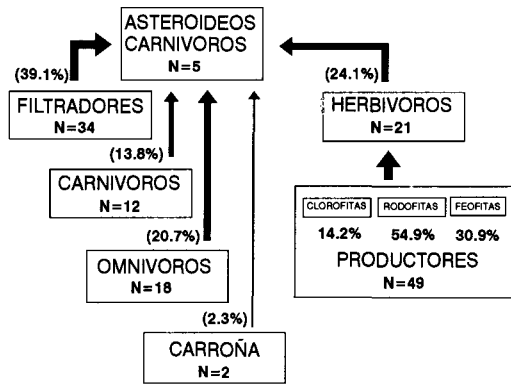 ASTEROIDEOS
CARNIVOROS
N=5
(39.1%)
(24.1%)
FILTRADORES
N=34
HERBIVOROS
N=21
(13.8%)
CARNIVOROS
N=12
CLOROFITAS RODOFITAS FEOFITAS
14.2% 54.9% 30.9%
PRODUCTORES
N=49
(20.7%)
OMNIVOROS
N=18
(2.3%)
CARROÑA
N=2